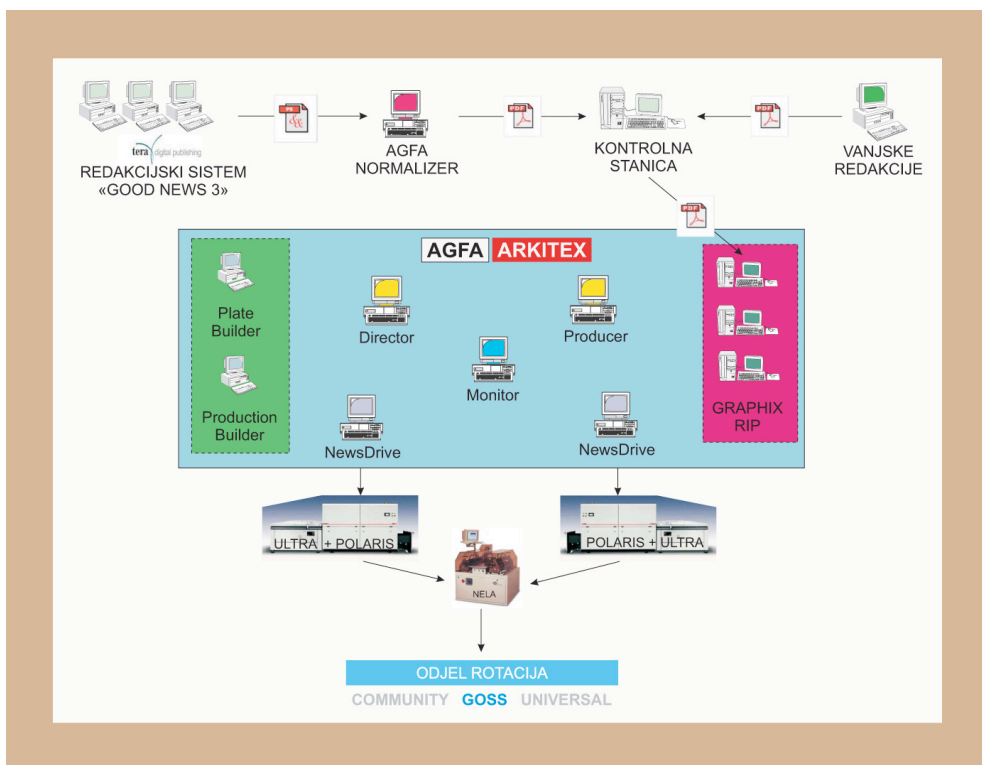 tera digital publishing
REDAKCIJSKI SISTEM
«GOOD NEWS 3»
PS
AGFA
NORMALIZER
PDF
KONTROLNA
STANICA
PDF
VANJSKE
REDAKCIJE
PDF
AGFA ARKITEX
Plate
Builder
Production
Builder
Director
Producer
Monitor
NewsDrive
NewsDrive
GRAPHIX
RIP
ULTRA + POLARIS
POLARIS + ULTRA
NELA
ODJEL ROTACIJA
COMMUNITY GOSS UNIVERSAL